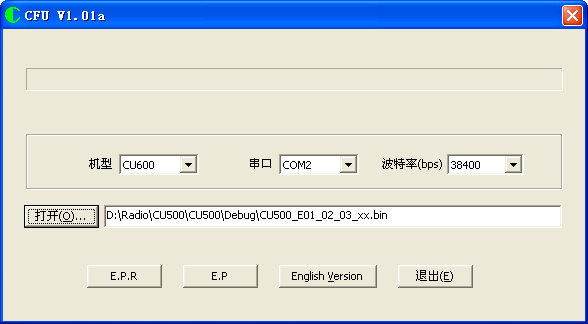 CFU V1.01a
机型 CU600 串口 COM2 波特率(bps) 38400
打开(O)... D:\Radio\CU500\CU500\Debug\CU500_E01_02_03_xx.bin
E.P.R E.P English Version 退出(E)